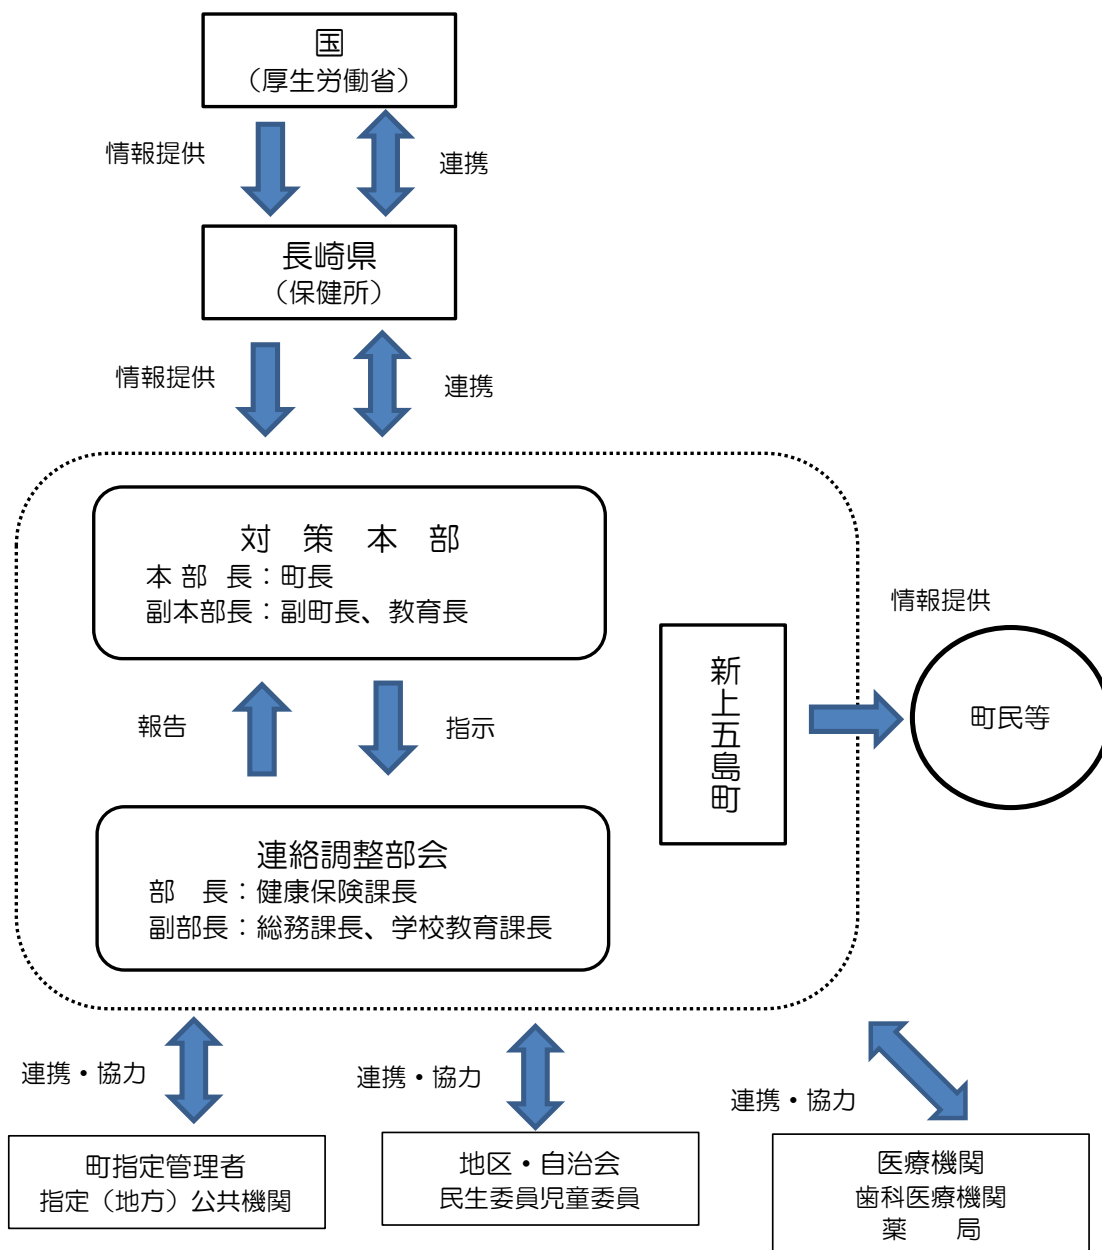 国
（厚生労働省）
情報提供
連携
長崎県
（保健所）
情報提供
連携
対　策　本　部
本 部 長：町長
副本部長：副町長、教育長
報告
指示
連絡調整部会
部　長：健康保険課長
副部長：総務課長、学校教育課長
新上五島町
情報提供
町民等
連携・協力
連携・協力
連携・協力
町指定管理者
指定（地方）公共機関
地区・自治会
民生委員児童委員
医療機関
歯科医療機関
薬　　局